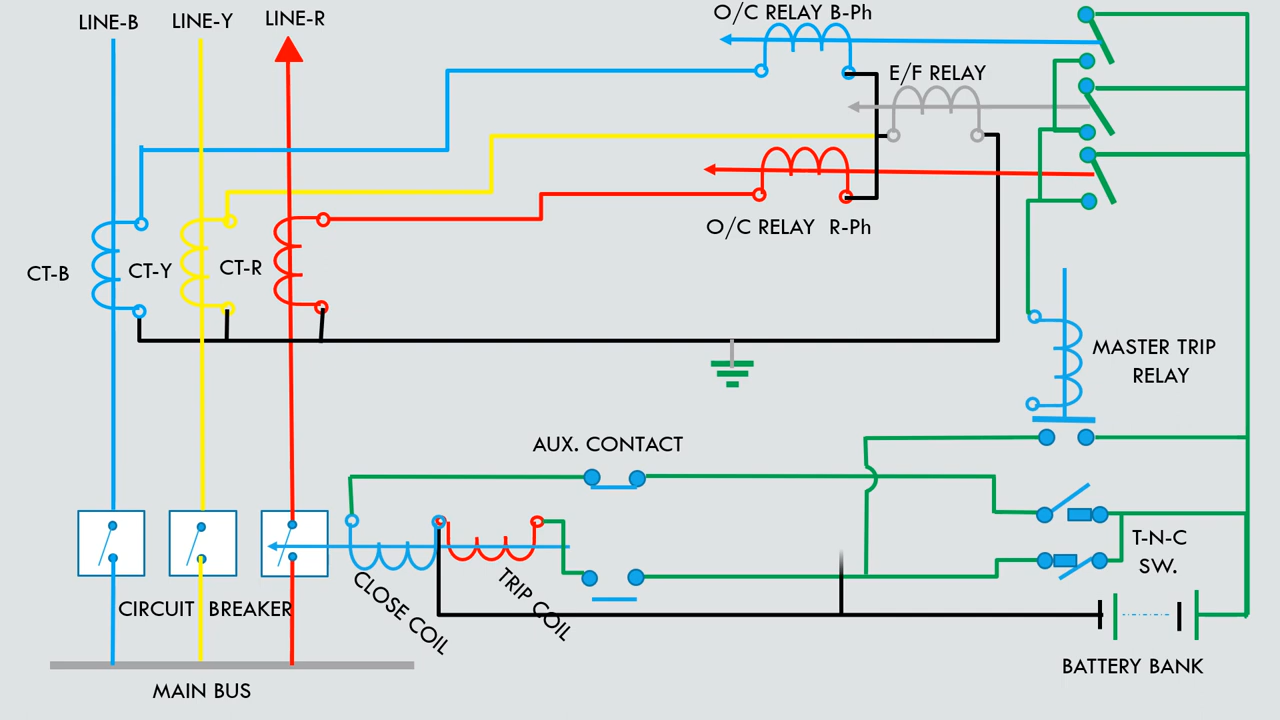 LINE-B
LINE-Y
LINE-R
O/C RELAY B-Ph
E/F RELAY
O/C RELAY R-Ph
CT-B
CT-Y
CT-R
MASTER TRIP
RELAY
AUX. CONTACT
T-N-C
SW.
CLOSE COIL
TRIP COIL
CIRCUIT BREAKER
BATTERY BANK
MAIN BUS